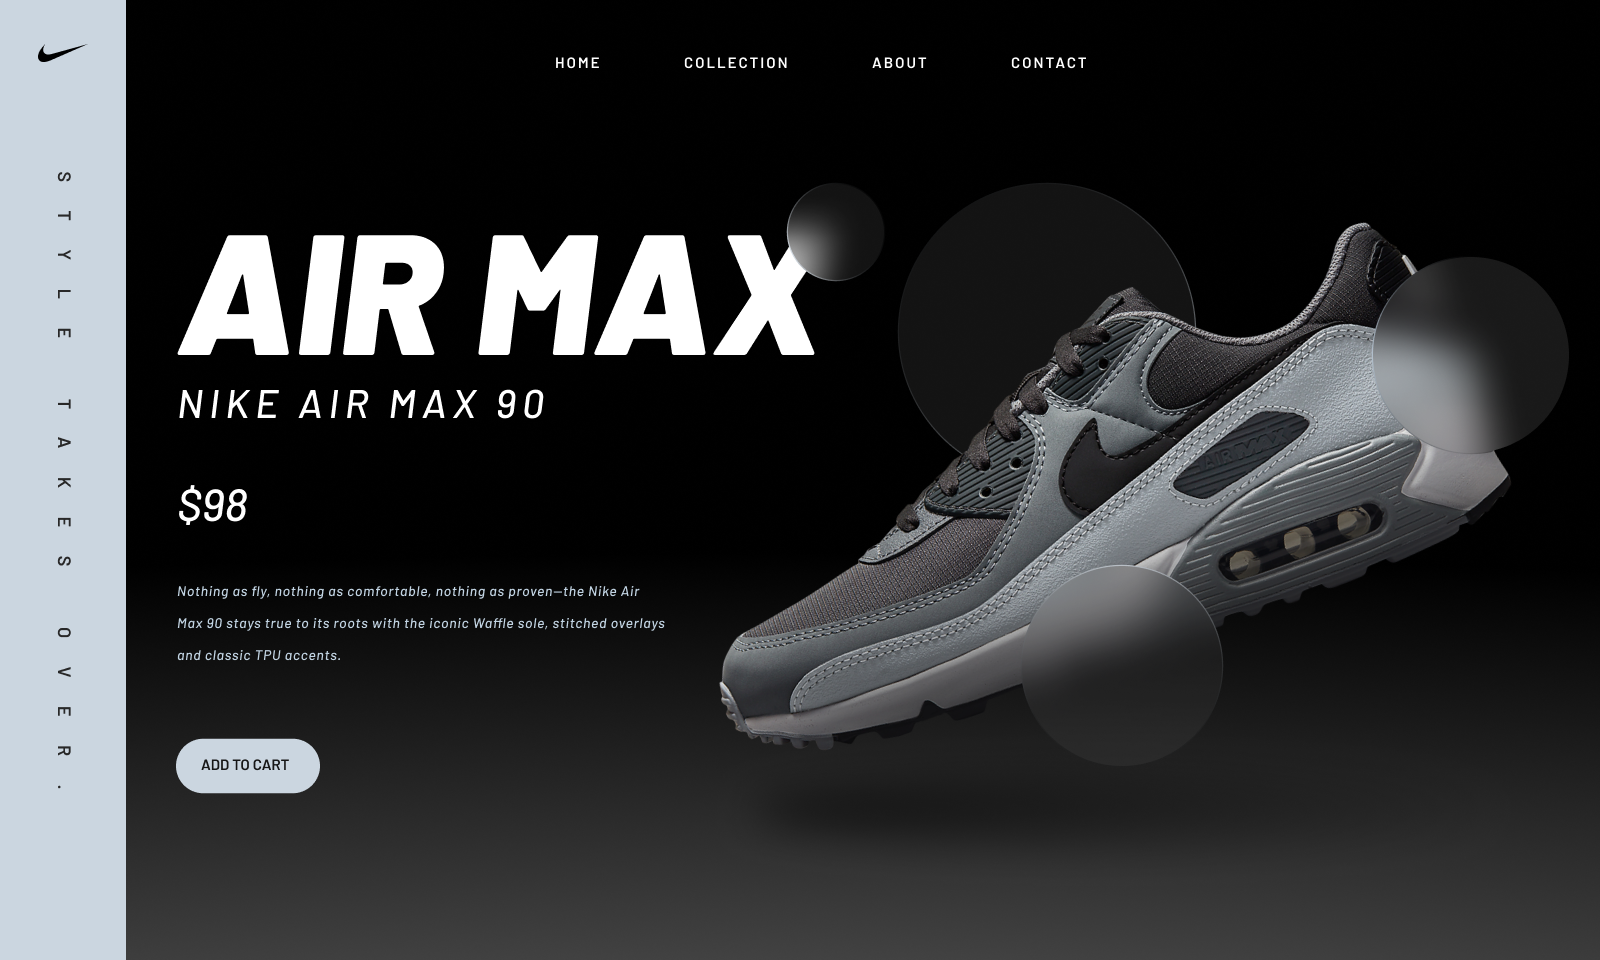 STYLE TAKES OVER.
HOME COLLECTION ABOUT CONTACT
AIR MAX
NIKE AIR MAX 90
$98
Nothing as fly, nothing as comfortable, nothing as proven—the Nike Air
Max 90 stays true to its roots with the iconic Waffle sole, stitched overlays
and classic TPU accents.
ADD TO CART
AIR MAX